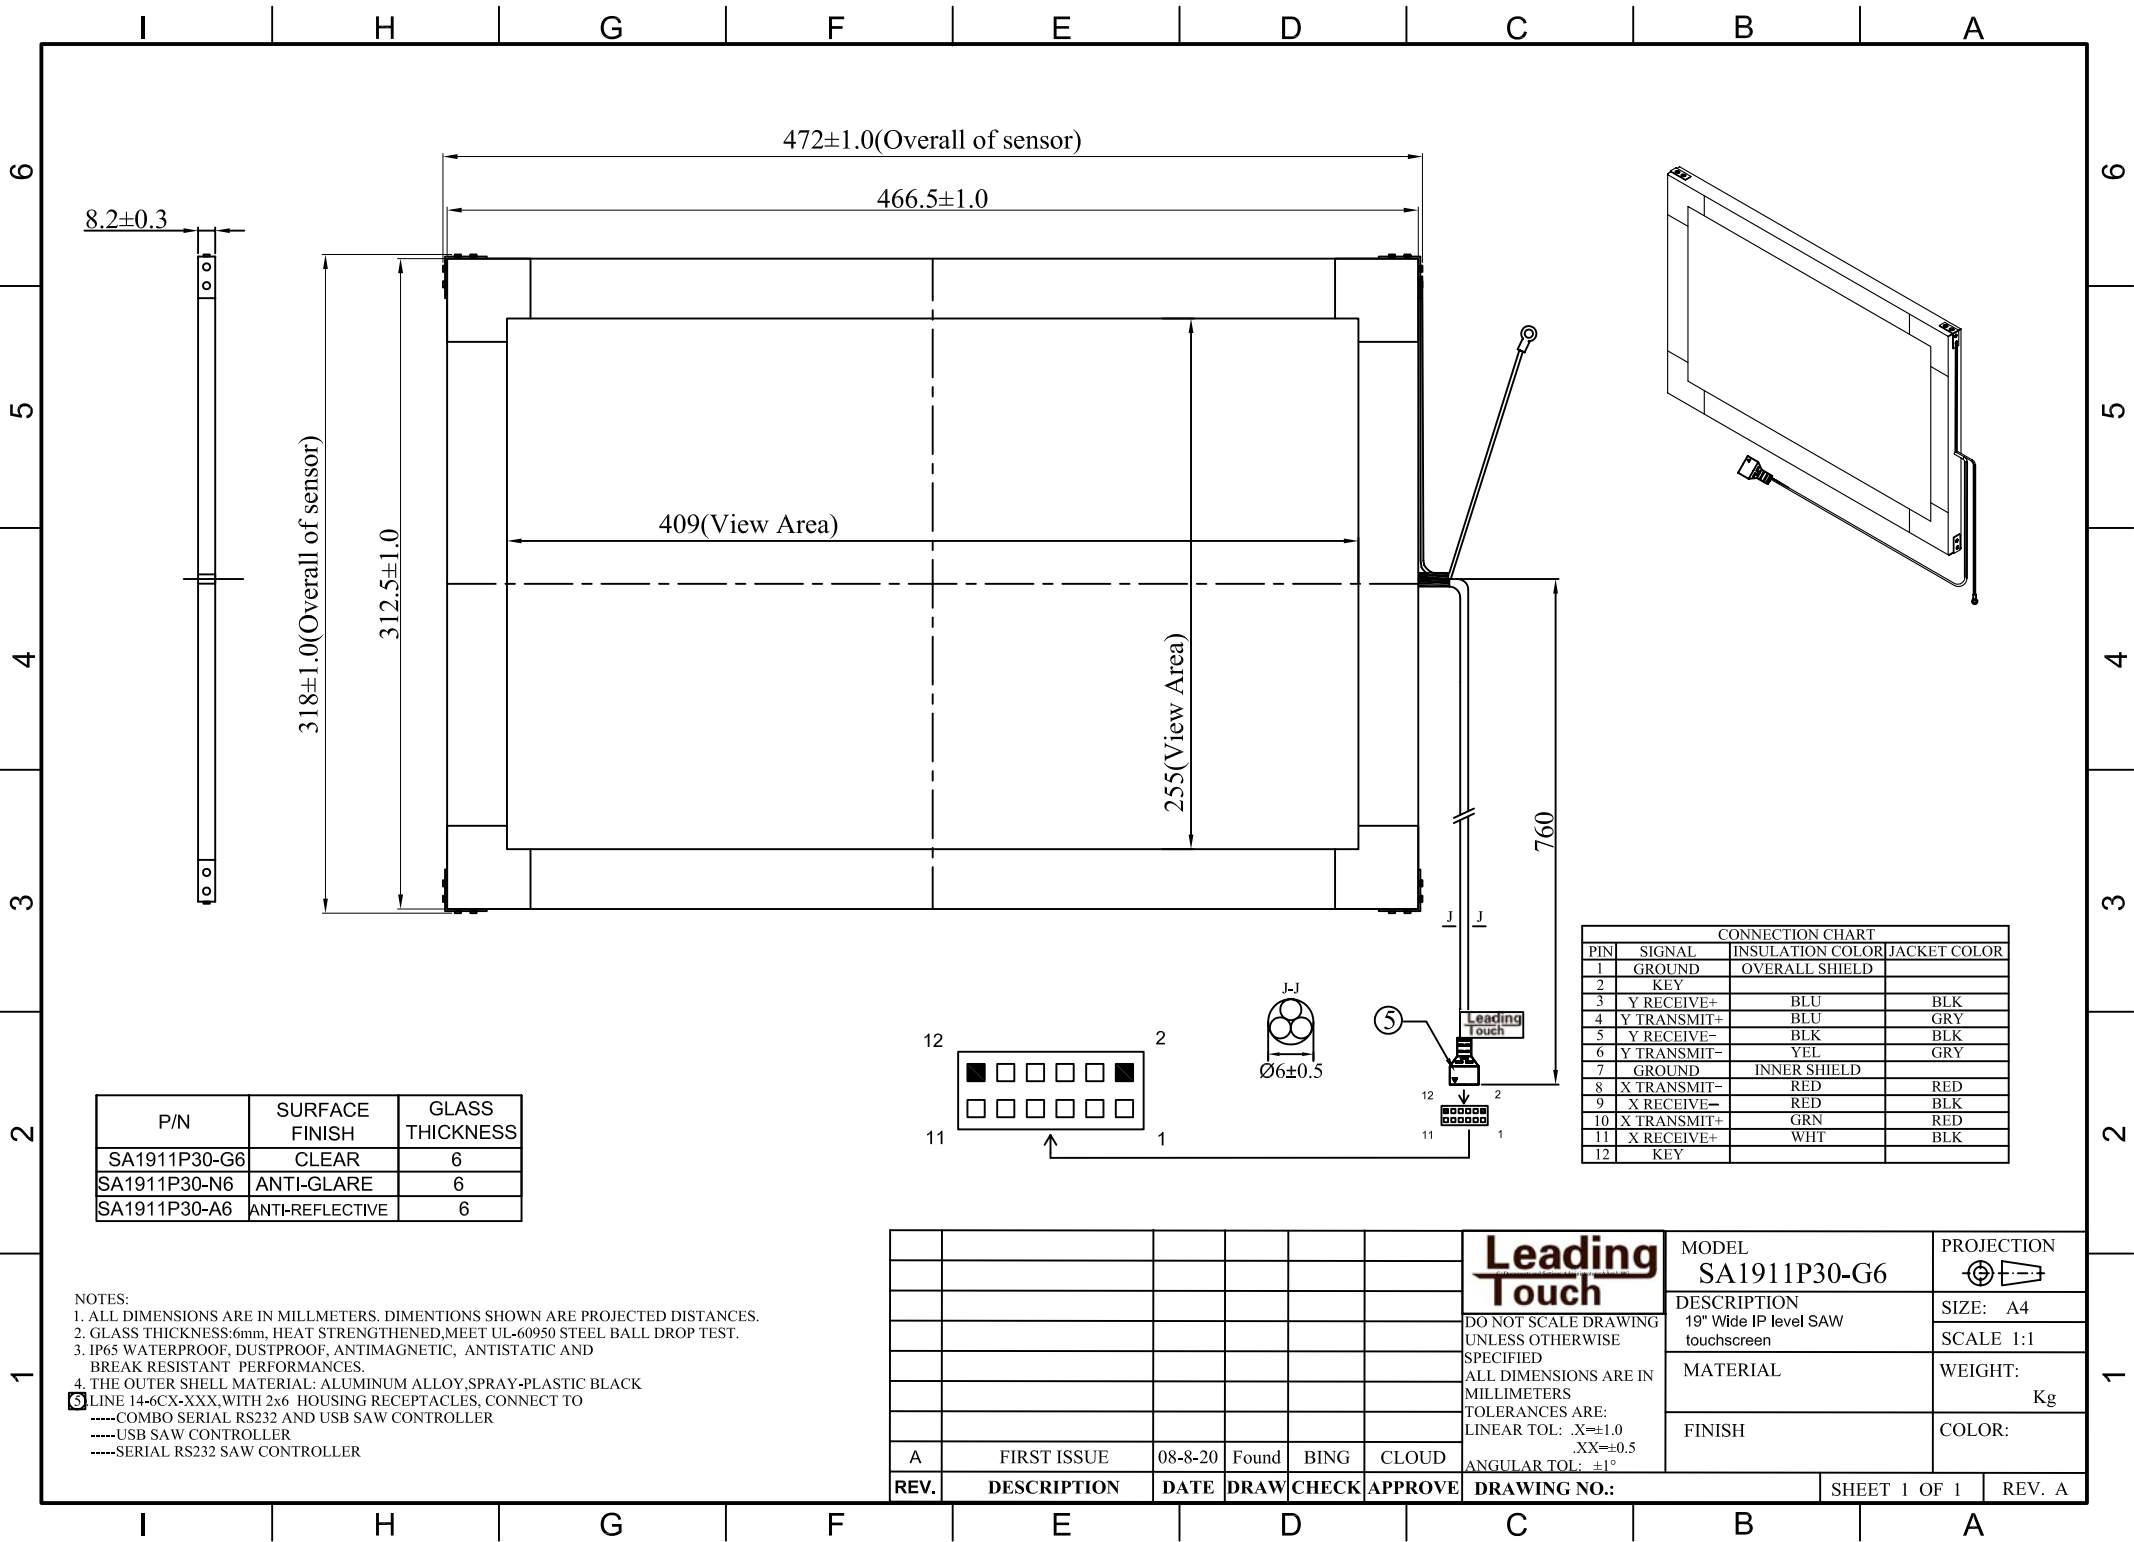 I H G F E D C B A
6 6
5 5
4 4
3 3
2 2
1 1
472±1.0(Overall of sensor)
466.5±1.0
8.2±0.3
318±1.0(Overall of sensor)
312.5±1.0
409(View Area)
255(View Area)
760
J J
J-J
Ø6±0.5
5
Leading
Touch
12 2
11 1
12 2
11 1
CONNECTION CHART
PIN SIGNAL INSULATION COLOR JACKET COLOR
1 GROUND OVERALL SHIELD
2 KEY
3 Y RECEIVE+ BLU BLK
4 Y TRANSMIT+ BLU GRY
5 Y RECEIVE− BLK BLK
6 Y TRANSMIT− YEL GRY
7 GROUND INNER SHIELD
8 X TRANSMIT− RED RED
9 X RECEIVE− RED BLK
10 X TRANSMIT+ GRN RED
11 X RECEIVE+ WHT BLK
12 KEY
P/N SURFACE FINISH GLASS THICKNESS
SA1911P30-G6 CLEAR 6
SA1911P30-N6 ANTI-GLARE 6
SA1911P30-A6 ANTI-REFLECTIVE 6
NOTES:
1. ALL DIMENSIONS ARE IN MILLMETERS. DIMENTIONS SHOWN ARE PROJECTED DISTANCES.
2. GLASS THICKNESS:6mm, HEAT STRENGTHENED,MEET UL-60950 STEEL BALL DROP TEST.
3. IP65 WATERPROOF, DUSTPROOF, ANTIMAGNETIC, ANTISTATIC AND
BREAK RESISTANT PERFORMANCES.
4. THE OUTER SHELL MATERIAL: ALUMINUM ALLOY,SPRAY-PLASTIC BLACK
5.LINE 14-6CX-XXX,WITH 2x6 HOUSING RECEPTACLES, CONNECT TO
-----COMBO SERIAL RS232 AND USB SAW CONTROLLER
-----USB SAW CONTROLLER
-----SERIAL RS232 SAW CONTROLLER
A FIRST ISSUE 08-8-20 Found BING CLOUD
REV. DESCRIPTION DATE DRAW CHECK APPROVE
Leading
Touch
DO NOT SCALE DRAWING
UNLESS OTHERWISE
SPECIFIED
ALL DIMENSIONS ARE IN
MILLIMETERS
TOLERANCES ARE:
LINEAR TOL: .X=±1.0
.XX=±0.5
ANGULAR TOL: ±1°
DRAWING NO.:
MODEL
SA1911P30-G6
DESCRIPTION
19" Wide IP level SAW
touchscreen
MATERIAL
FINISH
PROJECTION
SIZE: A4
SCALE 1:1
WEIGHT:
Kg
COLOR:
SHEET 1 OF 1
REV. A
I H G F E D C B A